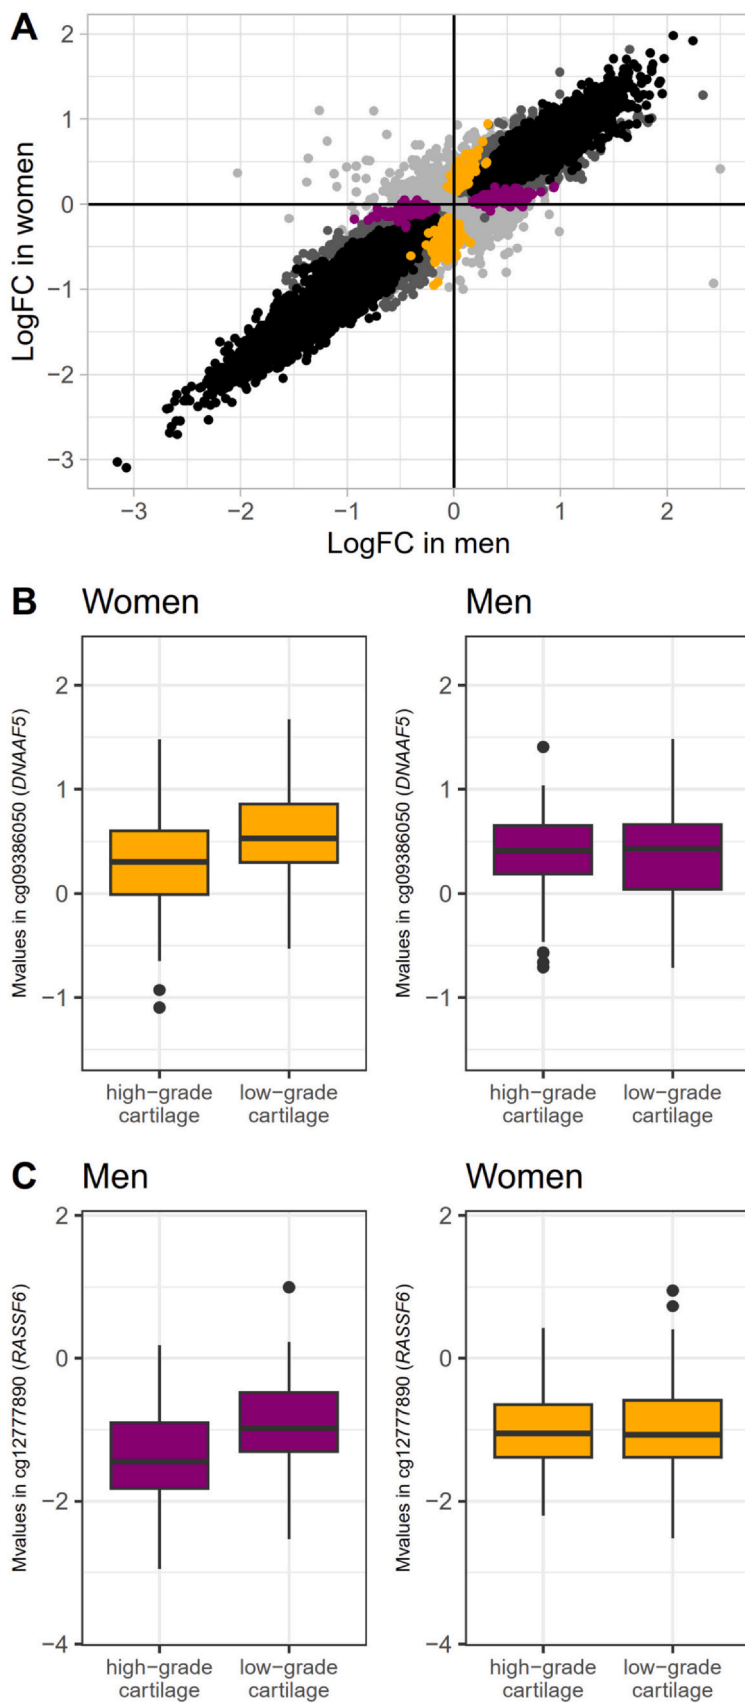 A
2
1
0
−1
−2
−3
LogFC in women
−3 −2 −1 0 1 2
LogFC in men
B Women Men
2
1
0
−1
Mvalues in cg09386050 (DNAAF5)
high−grade cartilage
low−grade cartilage
2
1
0
−1
Mvalues in cg09386050 (DNAAF5)
high−grade cartilage
low−grade cartilage
C Men Women
2
0
−2
−4
Mvalues in cg12777890 (RASSF6)
high−grade cartilage
low−grade cartilage
2
0
−2
−4
Mvalues in cg12777890 (RASSF6)
high−grade cartilage
low−grade cartilage